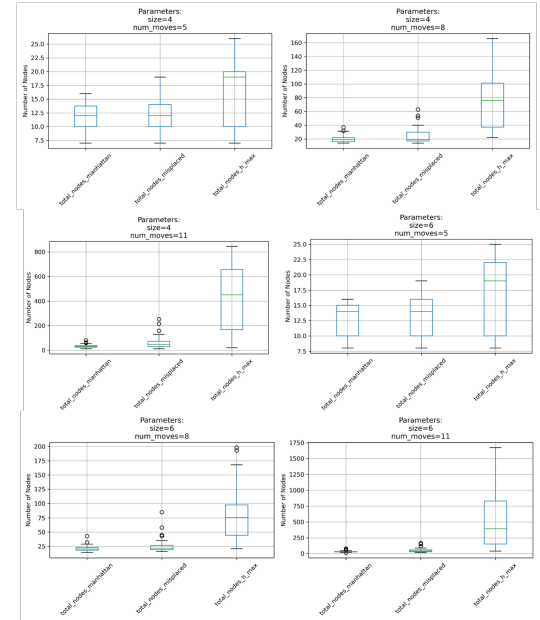 Parameters:
size=4
num_moves=5
Number of Nodes
25.0
22.5
20.0
17.5
15.0
12.5
10.0
7.5
total_nodes_manhattan
total_nodes_misplaced
total_nodes_h_max
Parameters:
size=4
num_moves=8
Number of Nodes
160
140
120
100
80
60
40
20
total_nodes_manhattan
total_nodes_misplaced
total_nodes_h_max
Parameters:
size=4
num_moves=11
Number of Nodes
800
600
400
200
0
total_nodes_manhattan
total_nodes_misplaced
total_nodes_h_max
Parameters:
size=6
num_moves=5
Number of Nodes
25.0
22.5
20.0
17.5
15.0
12.5
10.0
7.5
total_nodes_manhattan
total_nodes_misplaced
total_nodes_h_max
Parameters:
size=6
num_moves=8
Number of Nodes
200
175
150
125
100
75
50
25
total_nodes_manhattan
total_nodes_misplaced
total_nodes_h_max
Parameters:
size=6
num_moves=11
Number of Nodes
1750
1500
1250
1000
750
500
250
0
total_nodes_manhattan
total_nodes_misplaced
total_nodes_h_max